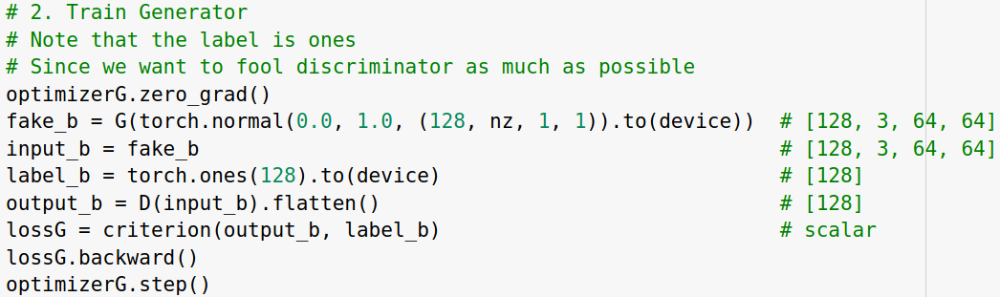 # 2. Train Generator
# Note that the label is ones
# Since we want to fool discriminator as much as possible
optimizerG.zero_grad()
fake_b = G(torch.normal(0.0, 1.0, (128, nz, 1, 1)).to(device))  # [128, 3, 64, 64]
input_b = fake_b                                                # [128, 3, 64, 64]
label_b = torch.ones(128).to(device)                            # [128]
output_b = D(input_b).flatten()                                 # [128]
lossG = criterion(output_b, label_b)                            # scalar
lossG.backward()
optimizerG.step()